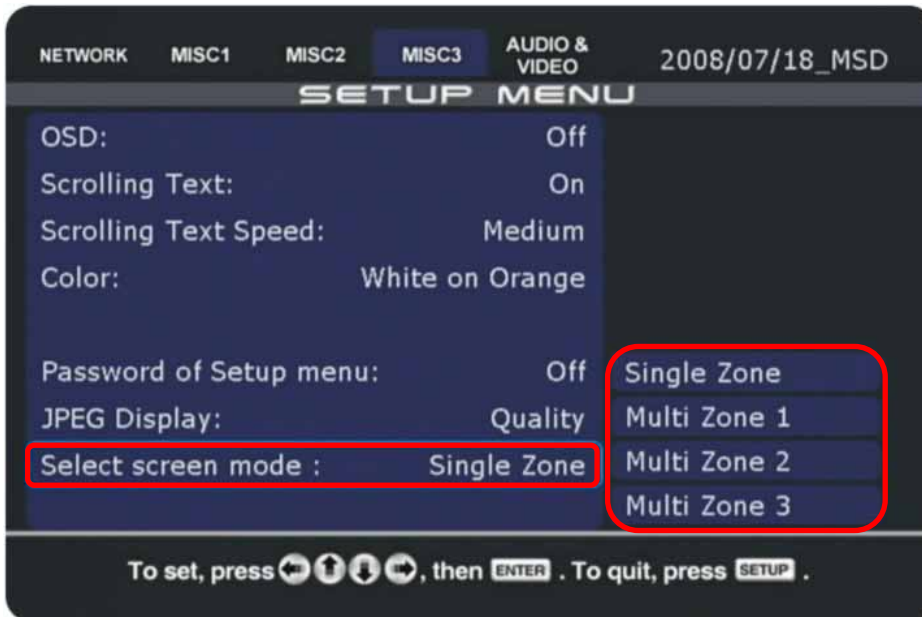 NETWORK MISC1 MISC2 MISC3 AUDIO & VIDEO 2008/07/18_MSD
SETUP MENU
OSD: Off
Scrolling Text: On
Scrolling Text Speed: Medium
Color: White on Orange
Password of Setup menu: Off Single Zone
JPEG Display: Quality Multi Zone 1
Select screen mode : Single Zone Multi Zone 2
Multi Zone 3
To set, press , then ENTER . To quit, press SETUP .